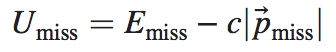 U_miss = E_miss − c|p⃗_miss|